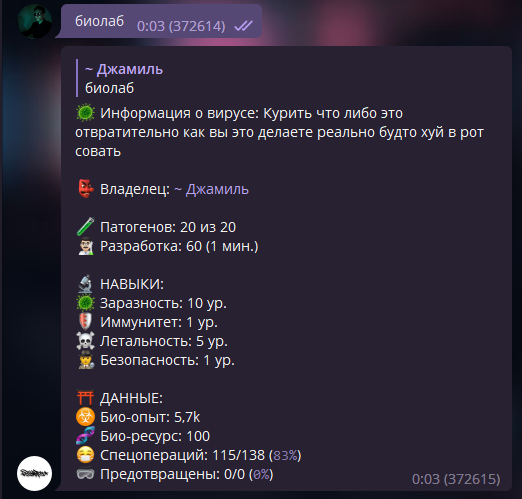 биолаб
0:03 (372614)
~ Джамиль
биолаб
Информация о вирусе: Курить что либо это
отвратительно как вы это делаете реально будто хуй в рот
совать
Владелец: ~ Джамиль
Патогенов: 20 из 20
Разработка: 60 (1 мин.)
НАВЫКИ:
Заразность: 10 ур.
Иммунитет: 1 ур.
Летальность: 5 ур.
Безопасность: 1 ур.
ДАННЫЕ:
Био-опыт: 5,7k
Био-ресурс: 100
Спецопераций: 115/138 (83%)
Предотвращены: 0/0 (0%)
0:03 (372615)